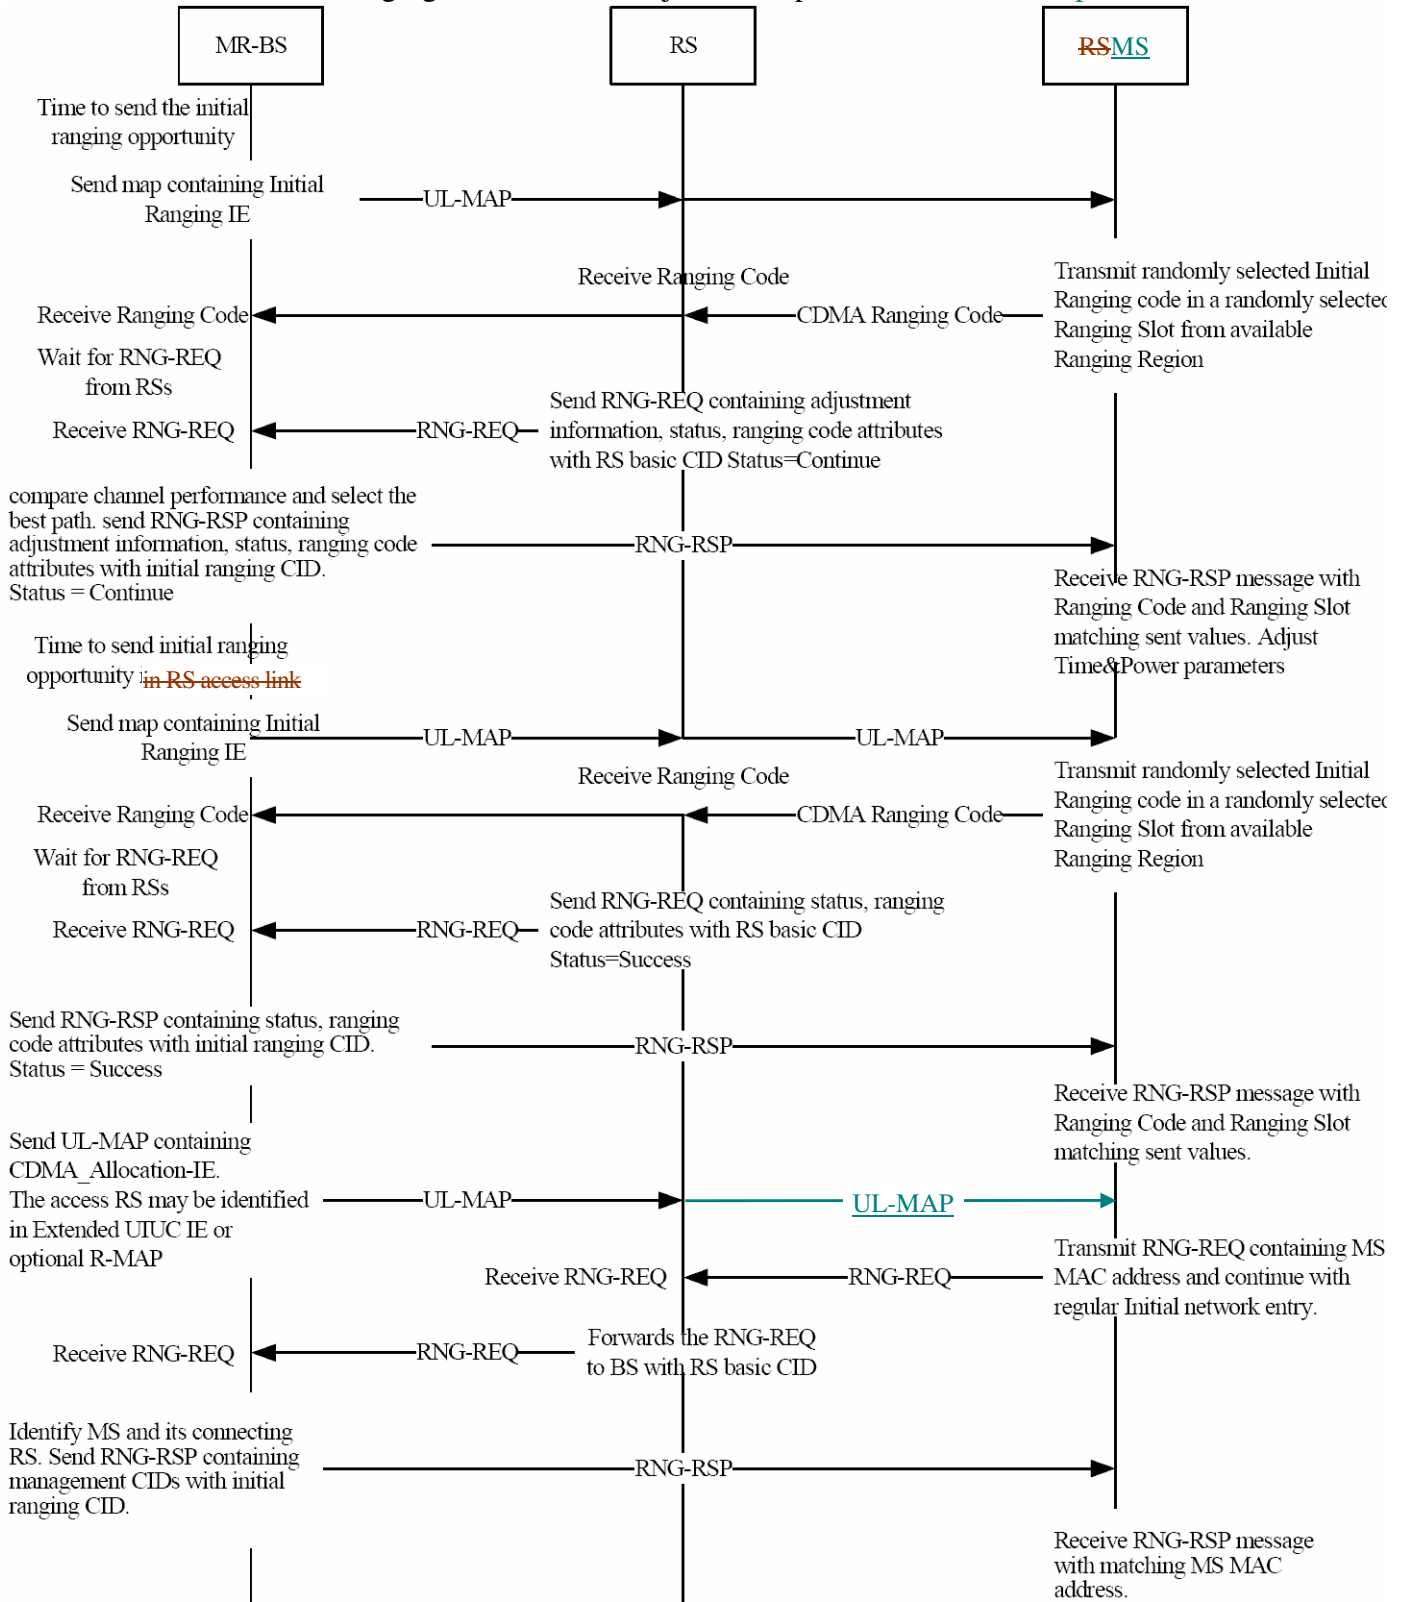 MR-BS
RS
RSMS
Time to send the initial
ranging opportunity
Send map containing Initial
Ranging IE
UL-MAP
Receive Ranging Code
Transmit randomly selected Initial
Ranging code in a randomly selected
Ranging Slot from available
Ranging Region
Receive Ranging Code
CDMA Ranging Code
Wait for RNG-REQ
from RSs
Send RNG-REQ containing adjustment
information, status, ranging code attributes
with RS basic CID Status=Continue
Receive RNG-REQ
RNG-REQ
compare channel performance and select the
best path. send RNG-RSP containing
adjustment information, status, ranging code
attributes with initial ranging CID.
Status = Continue
RNG-RSP
Receive RNG-RSP message with
Ranging Code and Ranging Slot
matching sent values. Adjust
Time&Power parameters
Time to send initial ranging
opportunity in RS access link
Send map containing Initial
Ranging IE
UL-MAP
UL-MAP
Receive Ranging Code
Transmit randomly selected Initial
Ranging code in a randomly selected
Ranging Slot from available
Ranging Region
Receive Ranging Code
CDMA Ranging Code
Wait for RNG-REQ
from RSs
Send RNG-REQ containing status, ranging
code attributes with RS basic CID
Status=Success
Receive RNG-REQ
RNG-REQ
Send RNG-RSP containing status, ranging
code attributes with initial ranging CID.
Status = Success
RNG-RSP
Receive RNG-RSP message with
Ranging Code and Ranging Slot
matching sent values.
Send UL-MAP containing
CDMA_Allocation-IE.
The access RS may be identified
in Extended UIUC IE or
optional R-MAP
UL-MAP
UL-MAP
Transmit RNG-REQ containing MS
MAC address and continue with
regular Initial network entry.
Receive RNG-REQ
RNG-REQ
Forwards the RNG-REQ
to BS with RS basic CID
Receive RNG-REQ
RNG-REQ
Identify MS and its connecting
RS. Send RNG-RSP containing
management CIDs with initial
ranging CID.
RNG-RSP
Receive RNG-RSP message
with matching MS MAC
address.